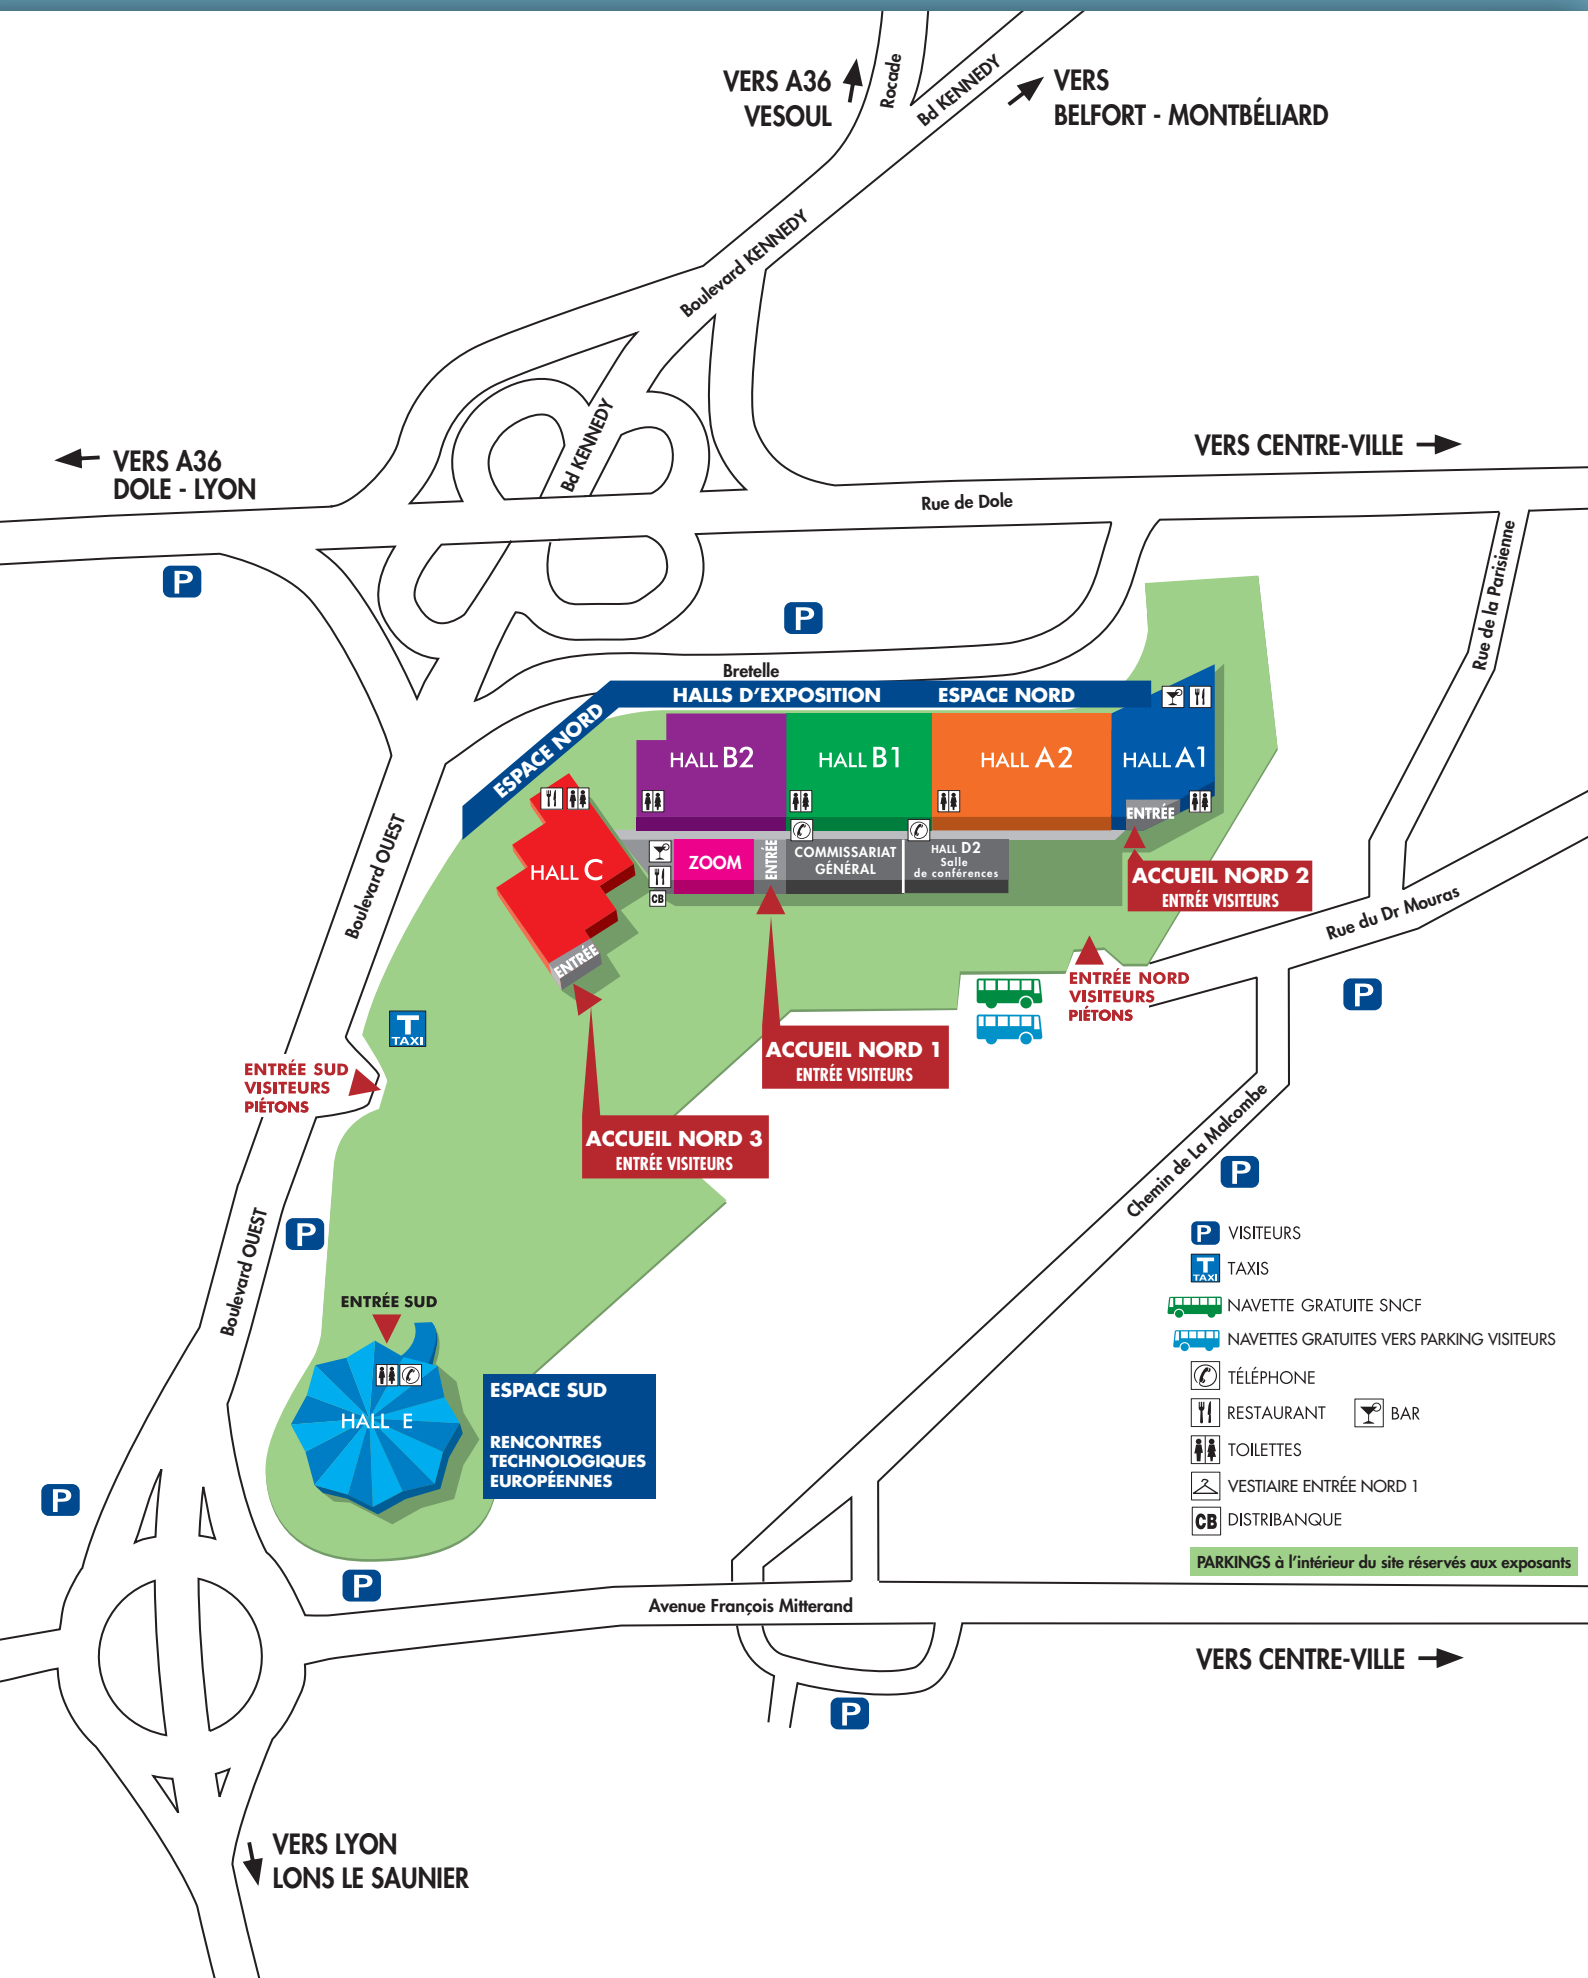 VERS A36
VESOUL
Rocade
Bd KENNEDY
VERS
BELFORT - MONTBÉLIARD
Boulevard KENNEDY
Bd KENNEDY
VERS A36
DOLE - LYON
VERS CENTRE-VILLE
Rue de Dole
Rue de la Parisienne
P
P
Bretelle
HALLS D'EXPOSITION ESPACE NORD
ESPACE NORD
HALL B2
HALL B1
HALL A2
HALL A1
ENTRÉE
HALL C
ENTRÉE
CB
ZOOM
ENTRÉE
COMMISSARIAT
GÉNÉRAL
HALL D2
Salle
de conférences
ACCUEIL NORD 2
ENTRÉE VISITEURS
Boulevard OUEST
Rue du Dr Mouras
ENTRÉE NORD
VISITEURS
PIÉTONS
P
T
TAXI
ACCUEIL NORD 1
ENTRÉE VISITEURS
ENTRÉE SUD
VISITEURS
PIÉTONS
ACCUEIL NORD 3
ENTRÉE VISITEURS
Chemin de La Malcombe
P
P
Boulevard OUEST
ENTRÉE SUD
HALL E
ESPACE SUD
RENCONTRES
TECHNOLOGIQUES
EUROPÉENNES
P VISITEURS
T TAXI TAXIS
NAVETTE GRATUITE SNCF
NAVETTES GRATUITES VERS PARKING VISITEURS
TÉLÉPHONE
RESTAURANT BAR
TOILETTES
VESTIAIRE ENTRÉE NORD 1
CB DISTRIBANQUE
PARKINGS à l'intérieur du site réservés aux exposants
P
P
Avenue François Mitterand
VERS CENTRE-VILLE
P
VERS LYON
LONS LE SAUNIER